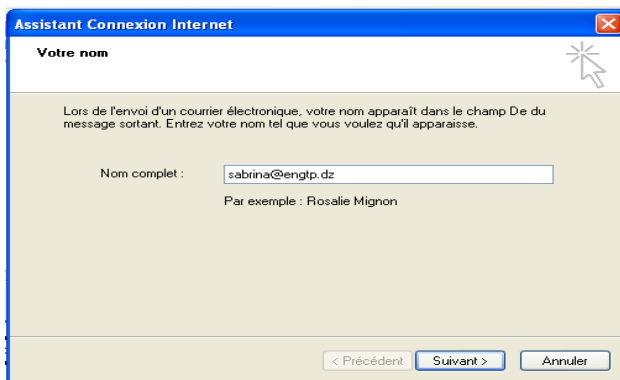 Assistant Connexion Internet
Votre nom
Lors de l'envoi d'un courrier électronique, votre nom apparaît dans le champ De du
message sortant. Entrez votre nom tel que vous voulez qu'il apparaisse.
Nom complet : sabrina@engtp.dz
Par exemple : Rosalie Mignon
< Précédent Suivant > Annuler